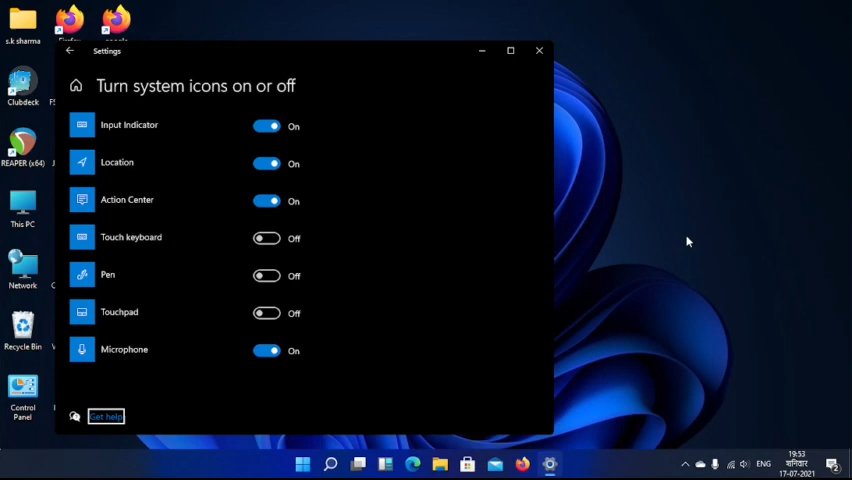 s.k sharma
Settings
Turn system icons on or off
Clubdeck
Input Indicator
On
Location
On
REAPER (x64)
Action Center
On
This PC
Touch keyboard
Off
Network
Pen
Off
Touchpad
Off
Recycle Bin
Microphone
On
Control
Panel
Get help
ENG
19:53
शनिवार
17-07-2021
2